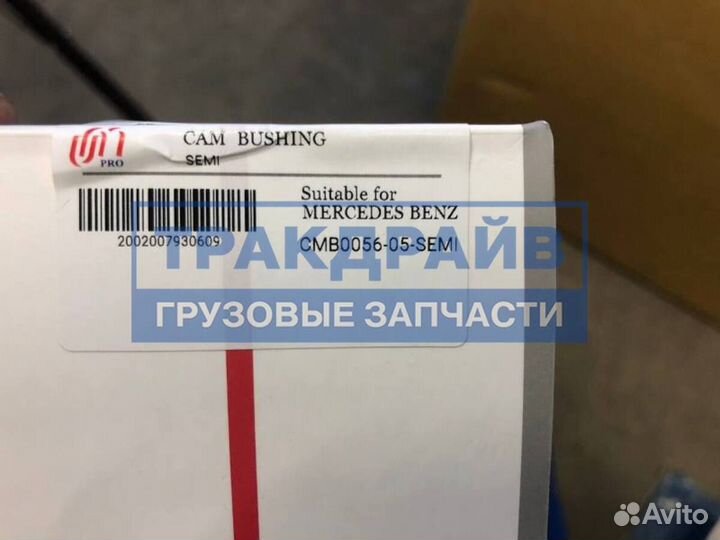 PRO
CAM BUSHING
SEMI
Suitable for
MERCEDES BENZ
2002007930609
CMB0056-05-SEMI
ТРАКДРАЙВ
ГРУЗОВЫЕ ЗАПЧАСТИ
Avito